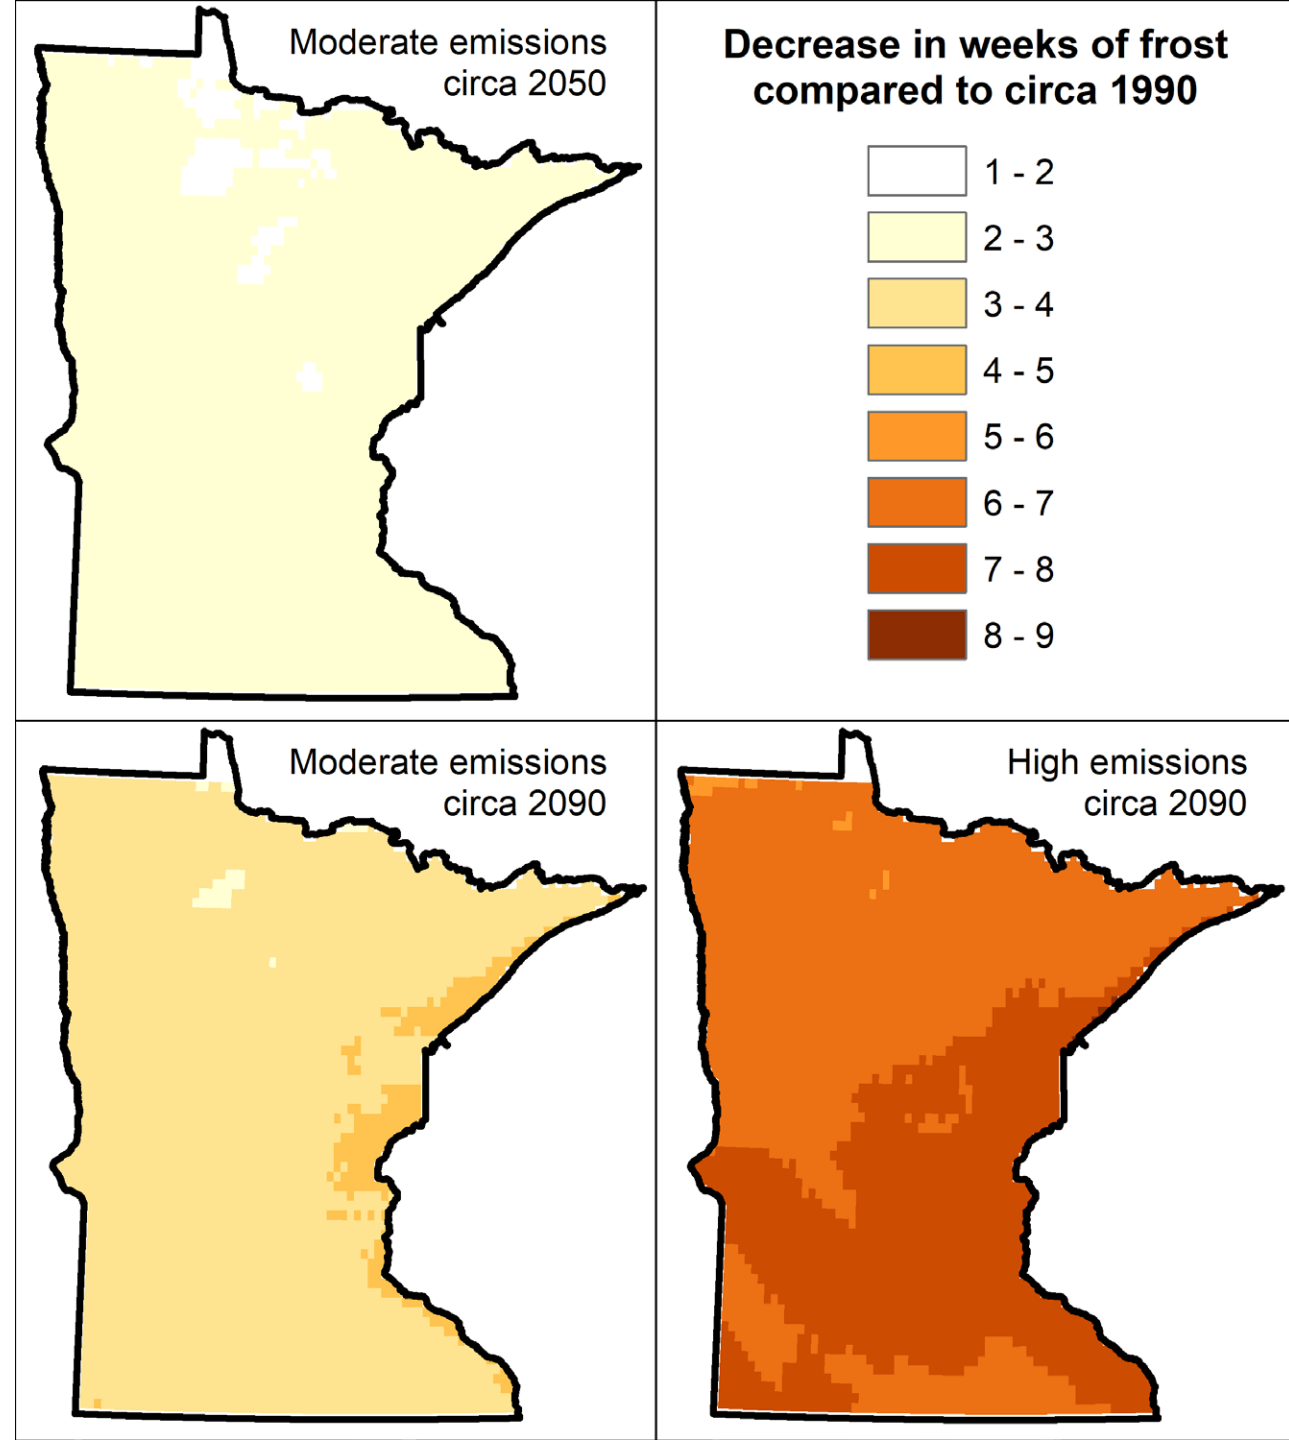 Moderate emissions
circa 2050
Decrease in weeks of frost
compared to circa 1990
1 - 2
2 - 3
3 - 4
4 - 5
5 - 6
6 - 7
7 - 8
8 - 9
Moderate emissions
circa 2090
High emissions
circa 2090